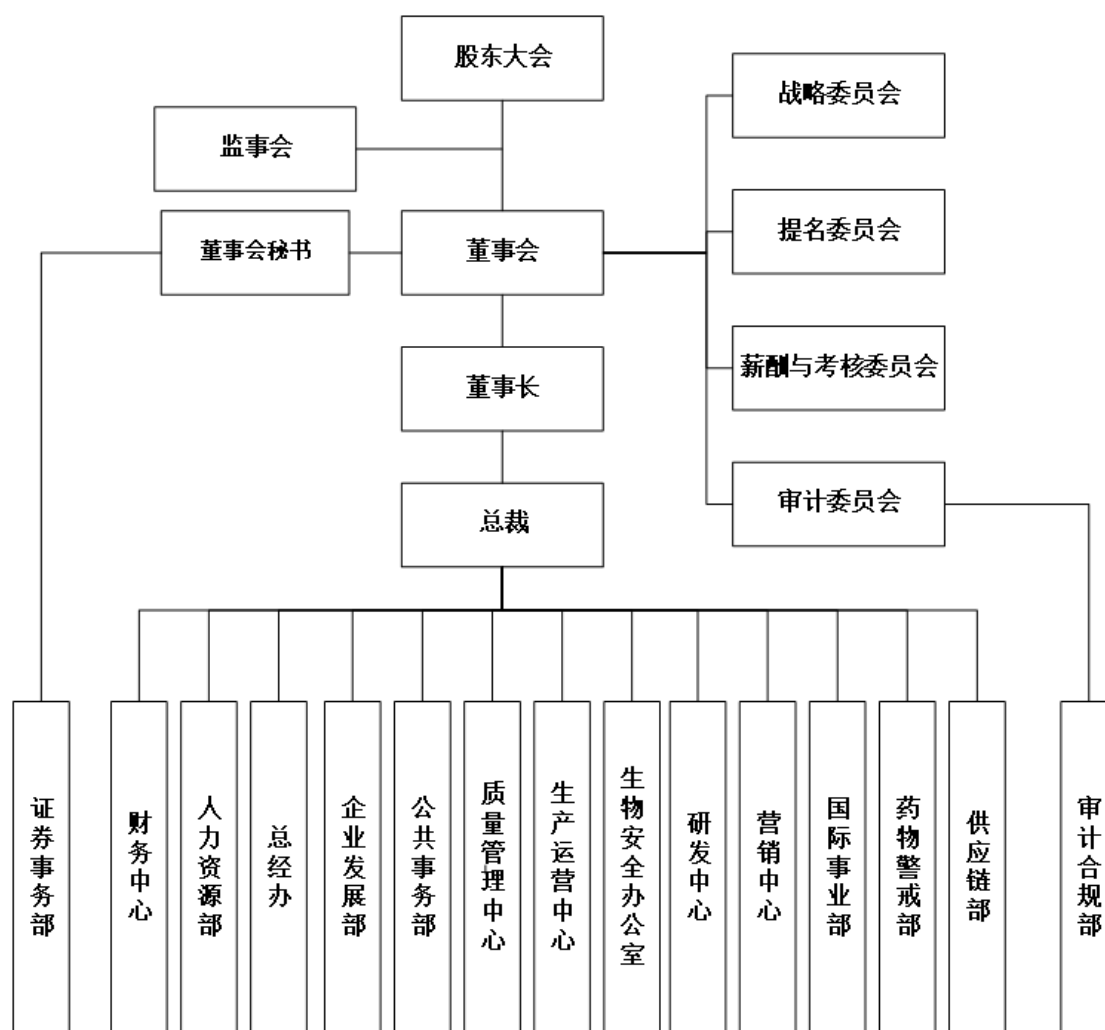 股东大会
战略委员会
监事会
提名委员会
董事会秘书
董事会
薪酬与考核委员会
董事长
审计委员会
总裁
证券事务部
财务中心
人力资源部
总经办
企业发展部
公共事务部
质量管理中心
生产运营中心
生物安全办公室
研发中心
营销中心
国际事业部
药物警戒部
供应链部
审计合规部